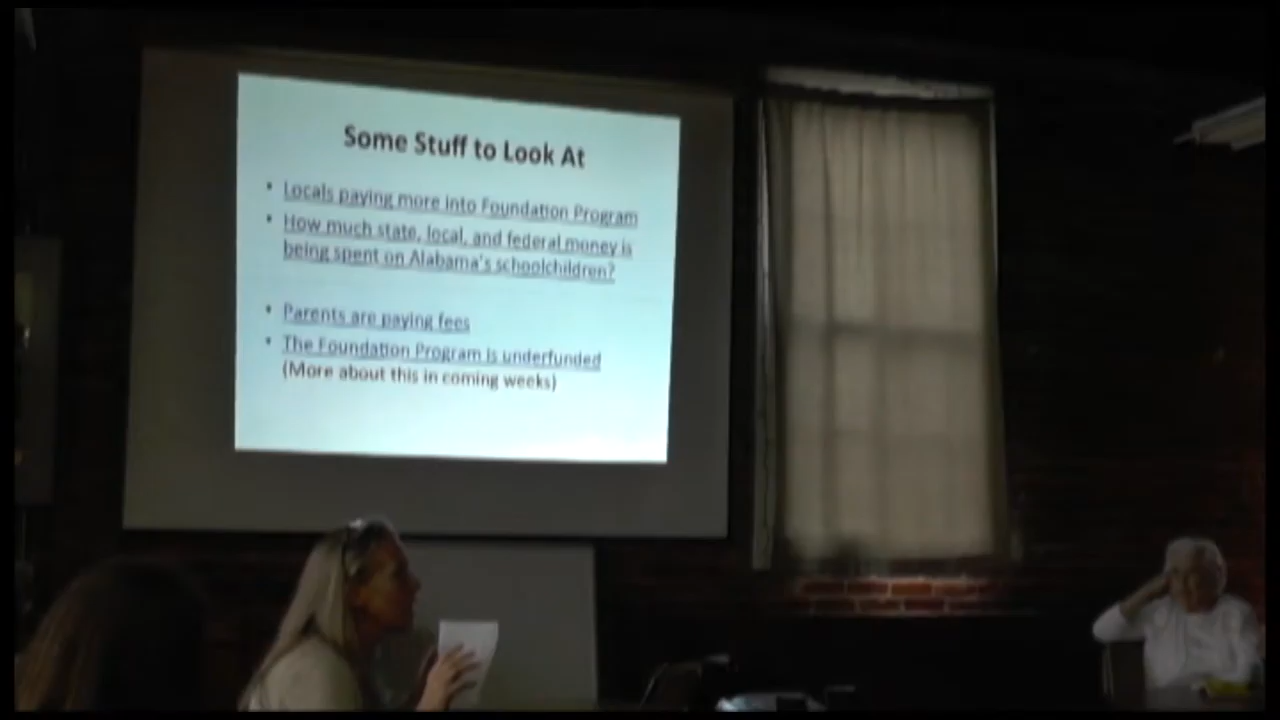 Some Stuff to Look At
• Locals paying more into Foundation Program
• How much state, local, and federal money is
being spent on Alabama's schoolchildren?
• Parents are paying fees
• The Foundation Program is underfunded
(More about this in coming weeks)